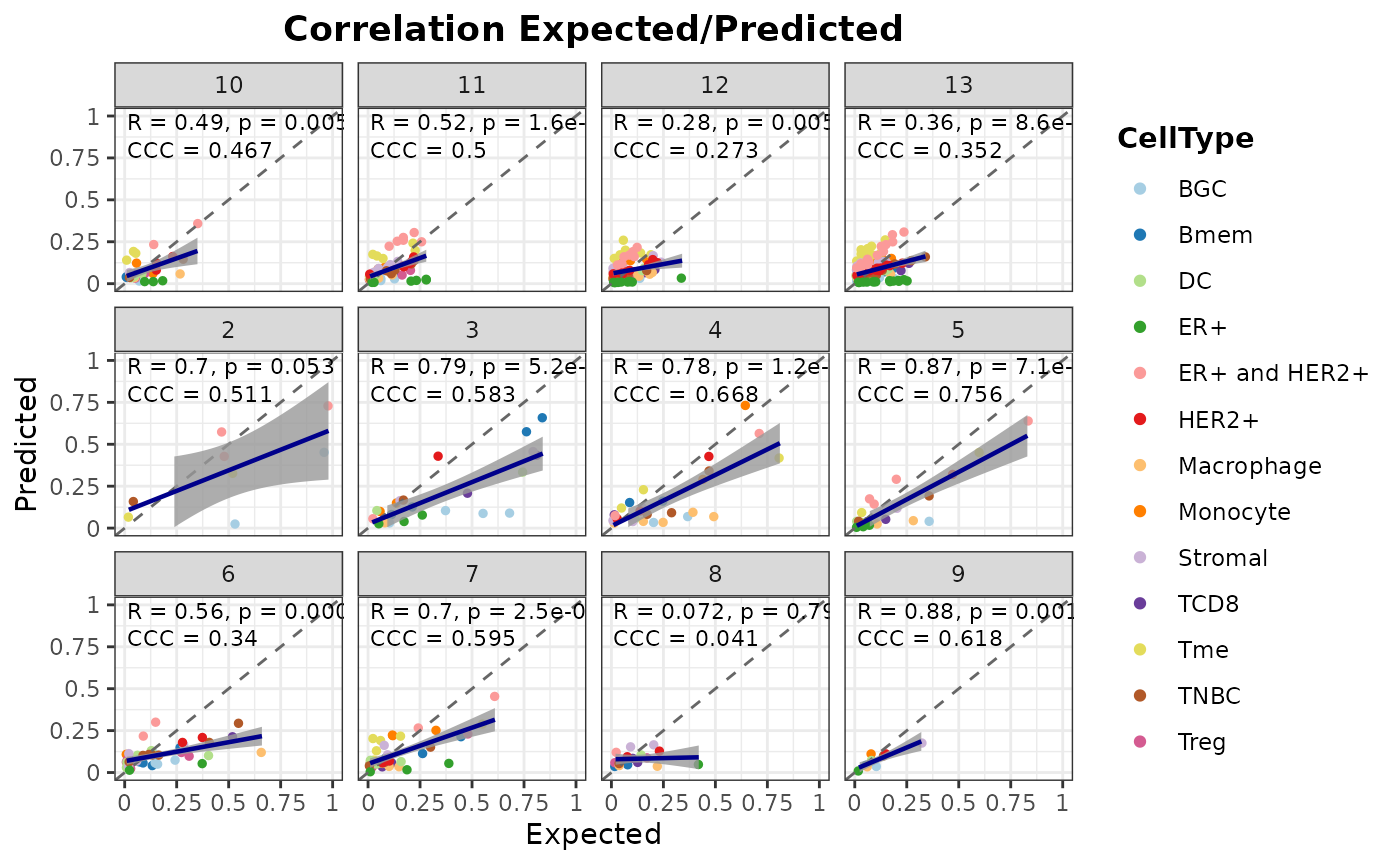 Correlation Expected/Predicted
10
11
12
13
R = 0.49, p = 0.005
CCC = 0.467
R = 0.52, p = 1.6e-
CCC = 0.5
R = 0.28, p = 0.005
CCC = 0.273
R = 0.36, p = 8.6e-
CCC = 0.352
1
0.75
0.5
0.25
0
2
3
4
5
R = 0.7, p = 0.053
CCC = 0.511
R = 0.79, p = 5.2e-
CCC = 0.583
R = 0.78, p = 1.2e-
CCC = 0.668
R = 0.87, p = 7.1e-
CCC = 0.756
1
0.75
0.5
0.25
0
6
7
8
9
R = 0.56, p = 0.000
CCC = 0.34
R = 0.7, p = 2.5e-0
CCC = 0.595
R = 0.072, p = 0.79
CCC = 0.041
R = 0.88, p = 0.001
CCC = 0.618
1
0.75
0.5
0.25
0
0 0.25 0.5 0.75 1
0 0.25 0.5 0.75 1
0 0.25 0.5 0.75 1
0 0.25 0.5 0.75 1
Expected
Predicted
CellType
BGC
Bmem
DC
ER+
ER+ and HER2+
HER2+
Macrophage
Monocyte
Stromal
TCD8
Tme
TNBC
Treg